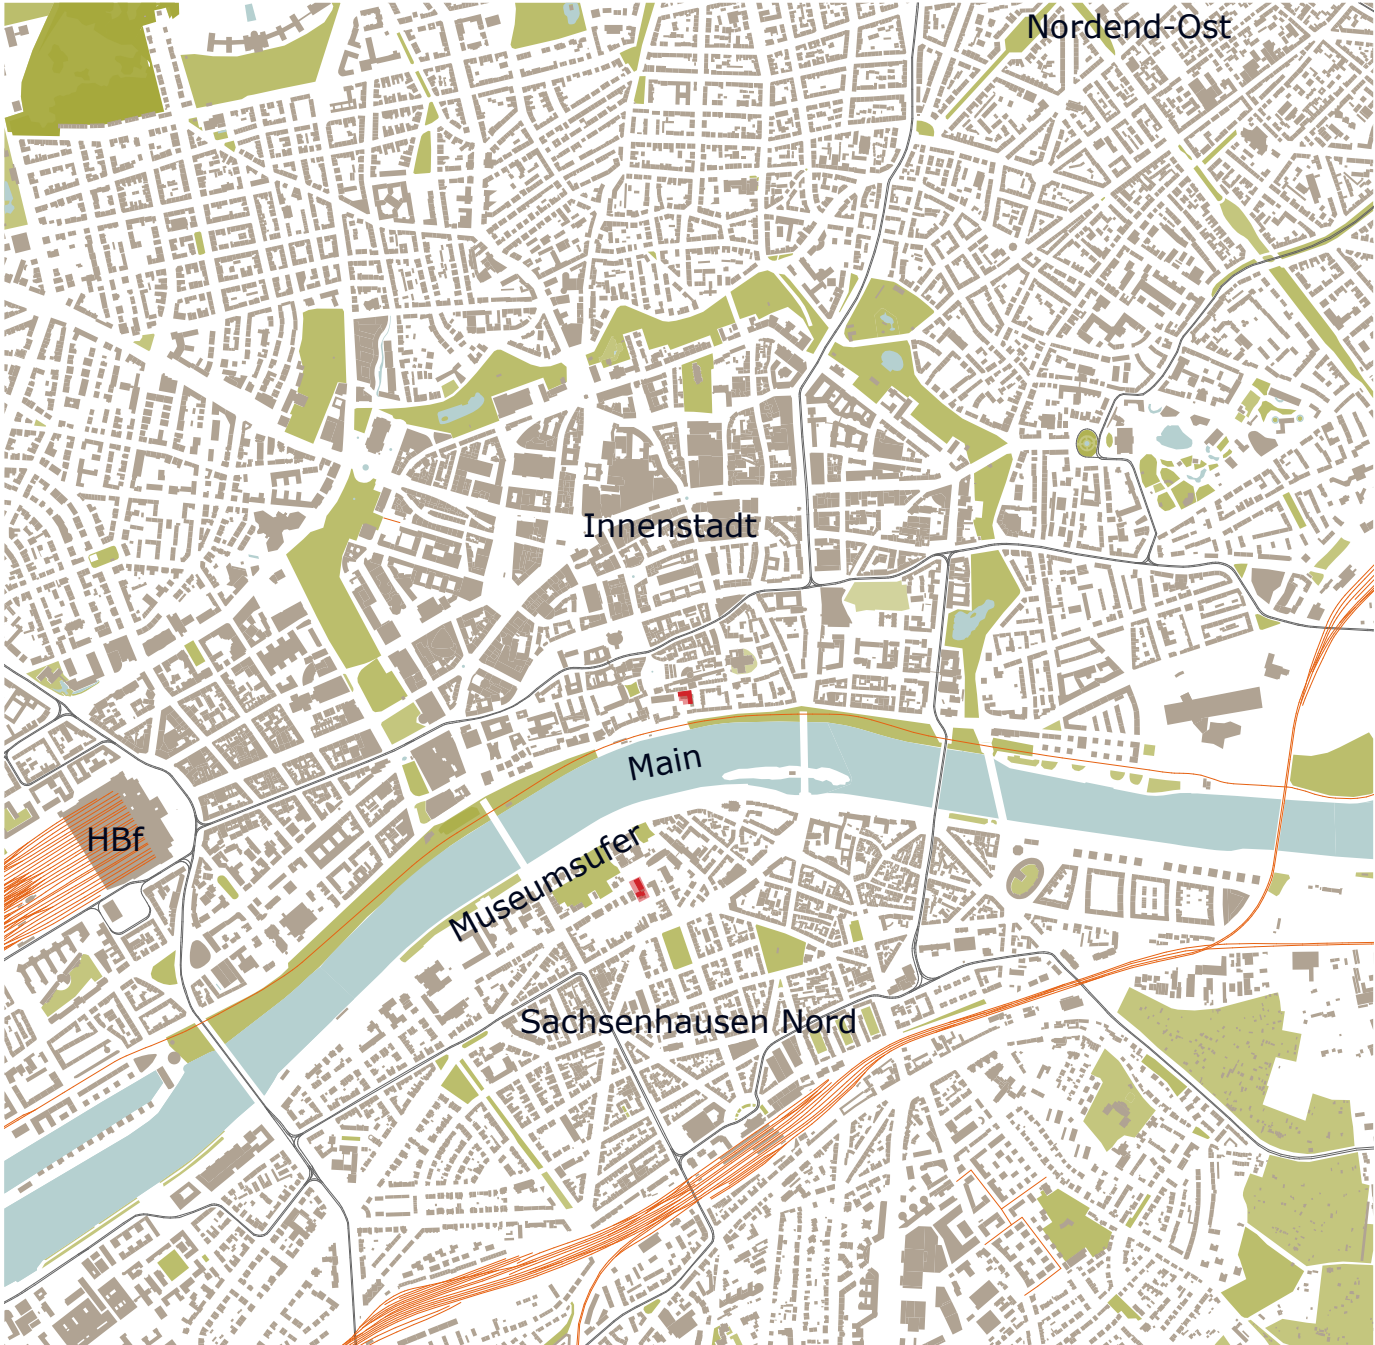 Nordend-Ost
Innenstadt
Main
HBf
Museumsufer
Sachsenhausen Nord